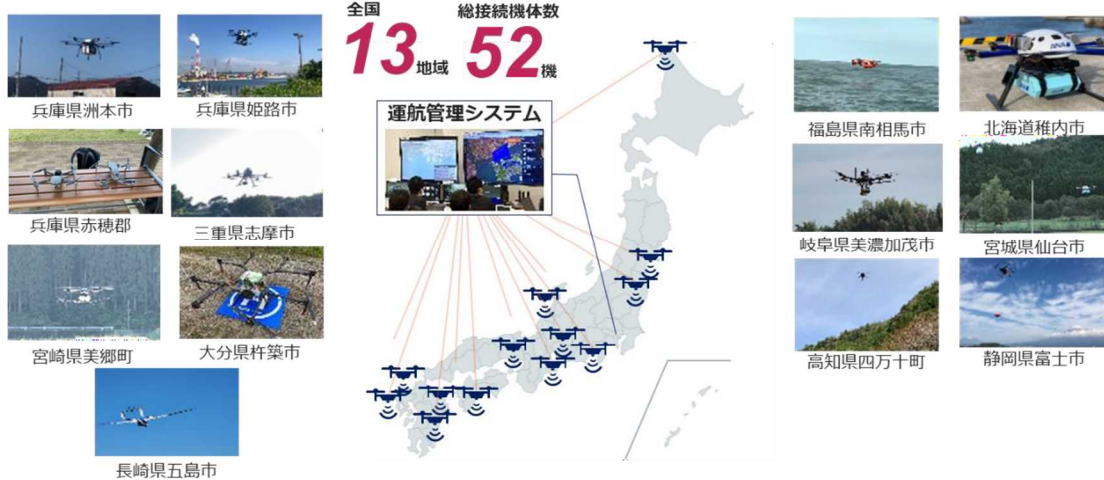 全国
13地域
総接続機体数
52機
運航管理システム
兵庫県洲本市
兵庫県姫路市
兵庫県赤穂郡
三重県志摩市
宮崎県美郷町
大分県杵築市
長崎県五島市
福島県南相馬市
北海道稚内市
ANA
岐阜県美濃加茂市
宮城県仙台市
高知県四万十町
静岡県富士市